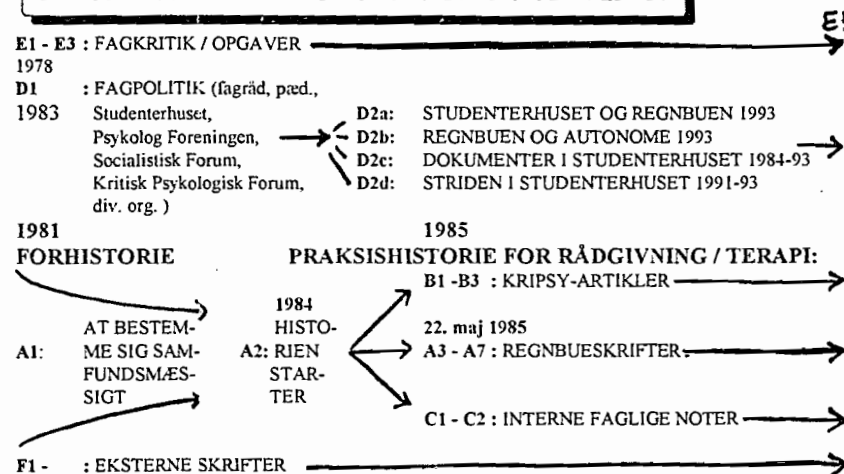 E1 - E3 : FAGKRITIK / OPGAVER
1978
D1 : FAGPOLITIK (fagråd, pæd.,
1983 Studenterhuset, D2a: STUDENTERHUSET OG REGNBUEN 1993
Psykolog Foreningen, D2b: REGNBUEN OG AUTONOME 1993
Socialistisk Forum, D2c: DOKUMENTER I STUDENTERHUSET 1984-93
Kritisk Psykologisk Forum, D2d: STRIDEN I STUDENTERHUSET 1991-93
div. org. )
1981 1985
FORHISTORIE PRAKSISHISTORIE FOR RÅDGIVNING / TERAPI:
B1 -B3 : KRIPSY-ARTIKLER
1984
AT BESTEM- HISTO- 22. maj 1985
A1: ME SIG SAM- A2: RIEN A3 - A7 : REGNBUESKRIFTER
FUNDSMÆS- STAR-
SIGT TER
C1 - C2 : INTERNE FAGLIGE NOTER
F1 - : EKSTERNE SKRIFTER